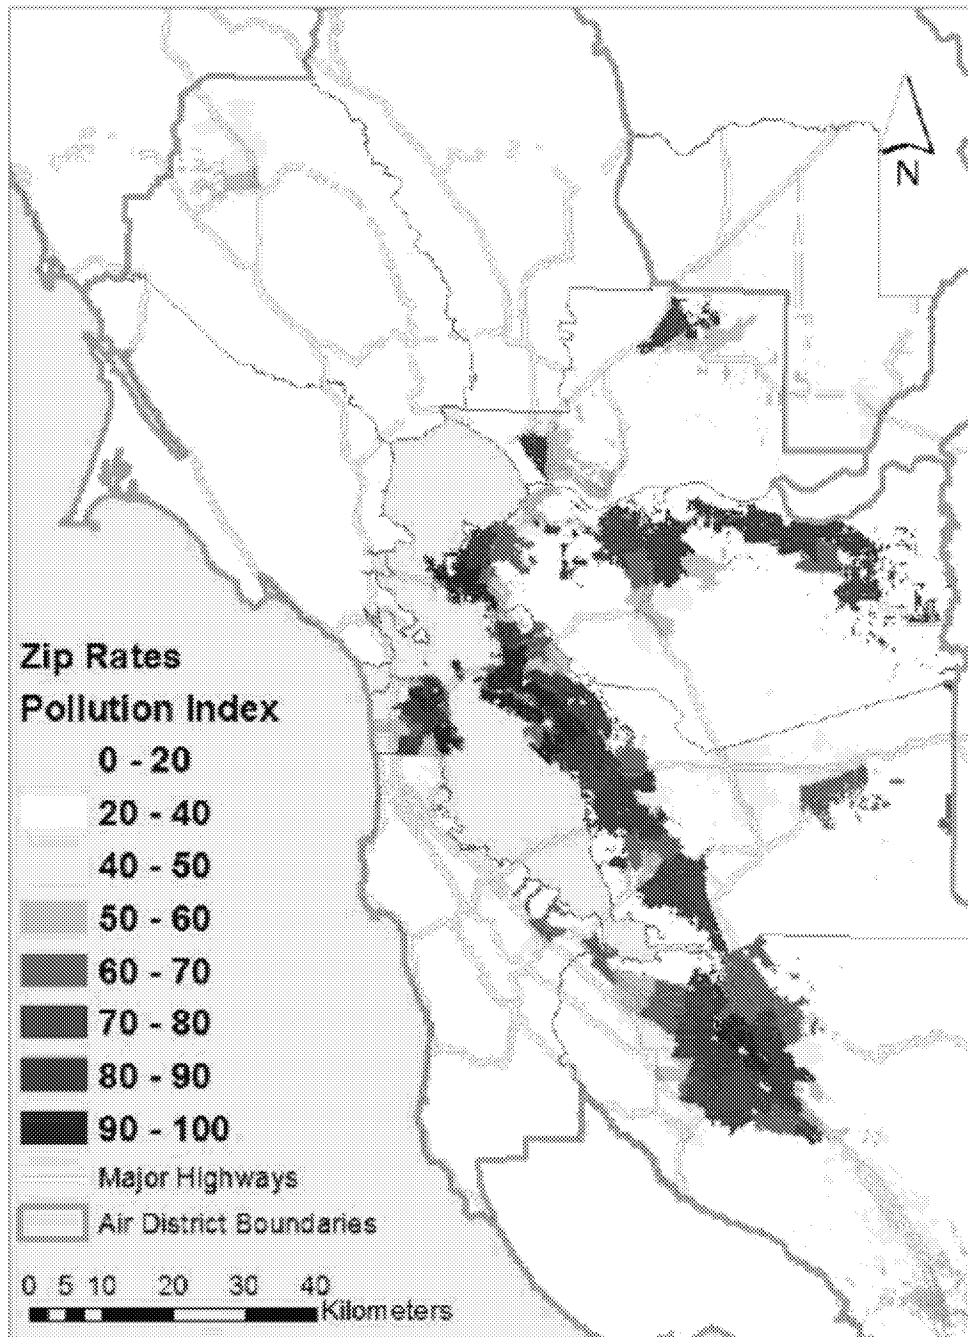 N
Zip Rates
Pollution Index
0 - 20
20 - 40
40 - 50
50 - 60
60 - 70
70 - 80
80 - 90
90 - 100
Major Highways
Air District Boundaries
0 5 10 20 30 40
Kilometers